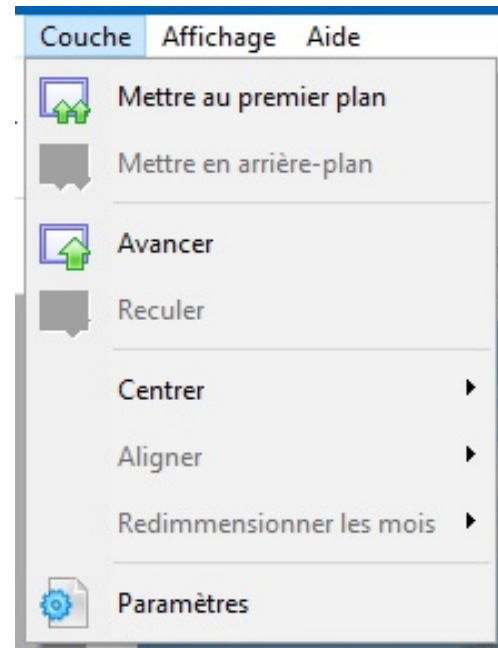 Couche Affichage Aide
Mettre au premier plan
Mettre en arrière-plan
Avancer
Reculer
Centrer
Aligner
Redimmensionner les mois
Paramètres